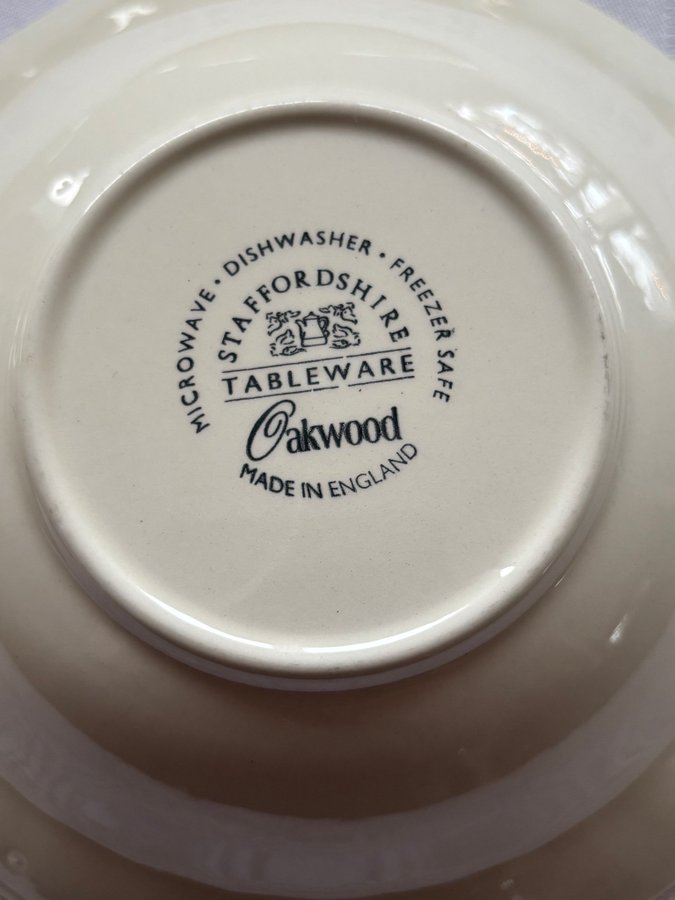 MICROWAVE • DISHWASHER • FREEZER SAFE
STAFFORDSHIRE
TABLEWARE
Oakwood
MADE IN ENGLAND